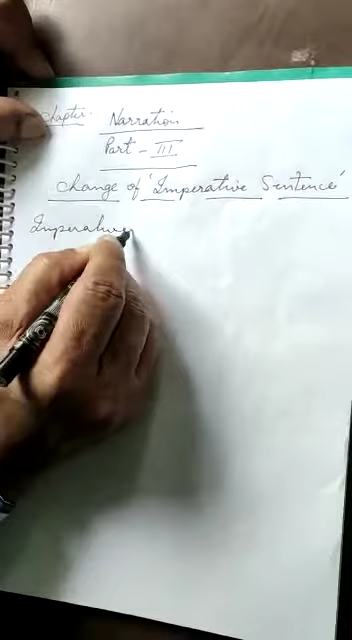 Chapter. Narration
Part - III
Change of 'Imperative Sentence'
Imperative